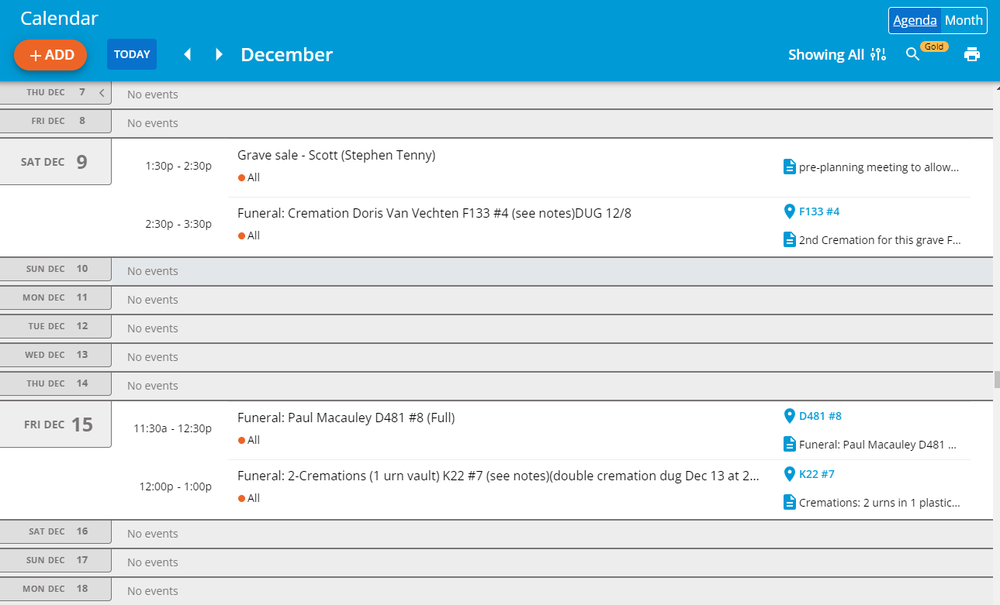 Calendar
Agenda Month
+ ADD TODAY December Showing All Gold
THU DEC 7 No events
FRI DEC 8 No events
SAT DEC 9
1:30p - 2:30p Grave sale - Scott (Stephen Tenny) pre-planning meeting to allow...
All
2:30p - 3:30p Funeral: Cremation Doris Van Vechten F133 #4 (see notes)DUG 12/8 F133 #4
All 2nd Cremation for this grave F...
SUN DEC 10 No events
MON DEC 11 No events
TUE DEC 12 No events
WED DEC 13 No events
THU DEC 14 No events
FRI DEC 15
11:30a - 12:30p Funeral: Paul Macauley D481 #8 (Full) D481 #8
All Funeral: Paul Macauley D481 ...
12:00p - 1:00p Funeral: 2-Cremations (1 urn vault) K22 #7 (see notes)(double cremation dug Dec 13 at 2... K22 #7
All Cremations: 2 urns in 1 plastic...
SAT DEC 16 No events
SUN DEC 17 No events
MON DEC 18 No events